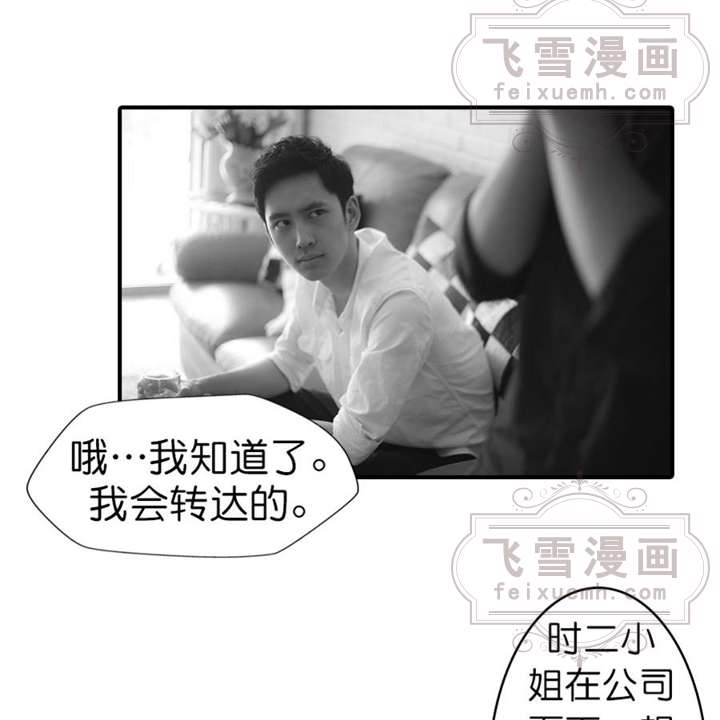 飞雪漫画
feixuemh.com
哦…我知道了。
我会转达的。
飞雪漫画
feixuemh.com
时二小
姐在公司